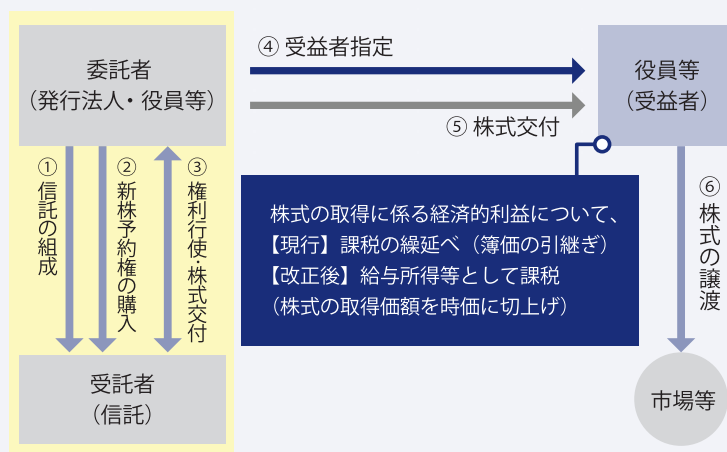 委託者
（発行法人・役員等）
④ 受益者指定
⑤ 株式交付
役員等
（受益者）
① 信託の組成
② 新株予約権の購入
③ 権利行使・株式交付
株式の取得に係る経済的利益について、
【現行】課税の繰延べ（簿価の引継ぎ）
【改正後】給与所得等として課税
（株式の取得価額を時価に切上げ）
⑥ 株式の譲渡
受託者
（信託）
市場等